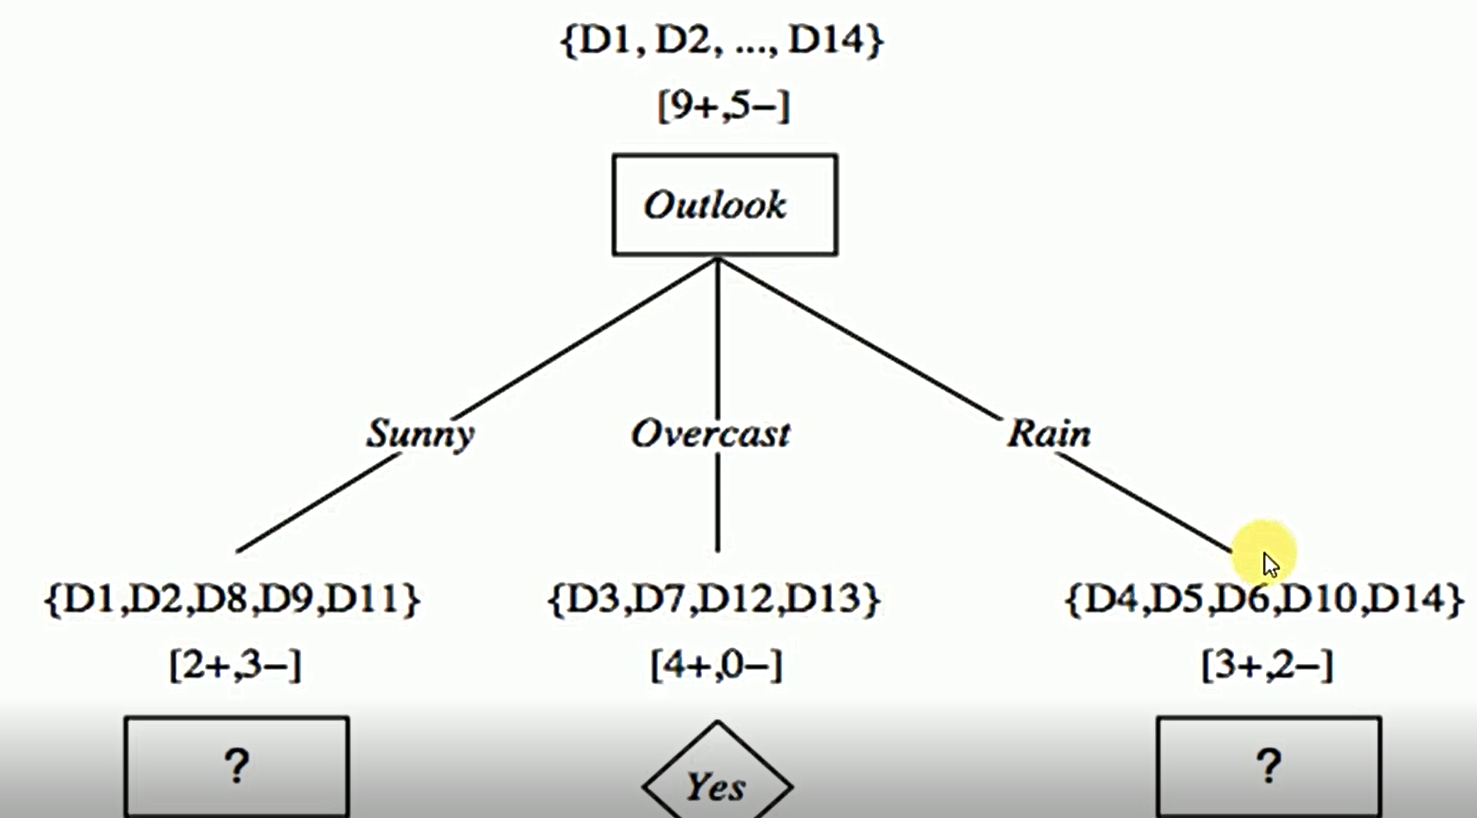 {D1, D2, ..., D14}
[9+,5−]
Outlook
Sunny
Overcast
Rain
{D1,D2,D8,D9,D11}
{D3,D7,D12,D13}
{D4,D5,D6,D10,D14}
[2+,3−]
[4+,0−]
[3+,2−]
?
Yes
?